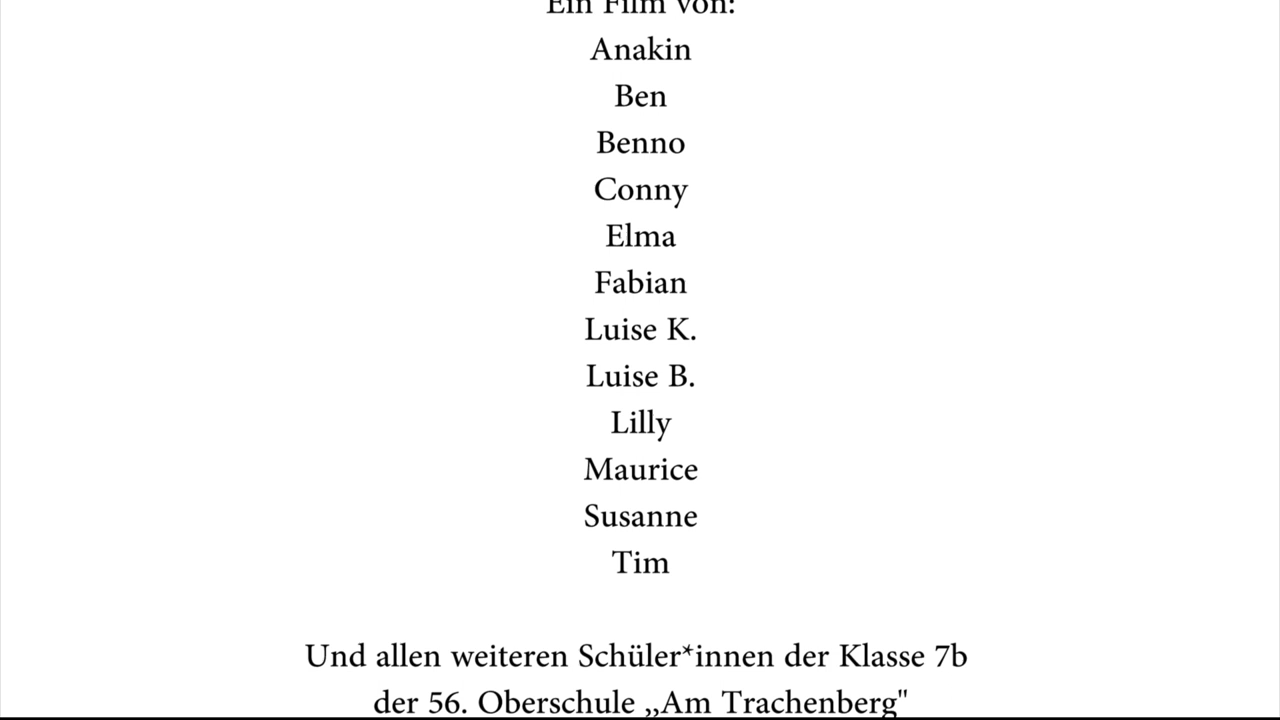 Ein Film von:
Anakin
Ben
Benno
Conny
Elma
Fabian
Luise K.
Luise B.
Lilly
Maurice
Susanne
Tim
Und allen weiteren Schüler*innen der Klasse 7b
der 56. Oberschule ,,Am Trachenberg"